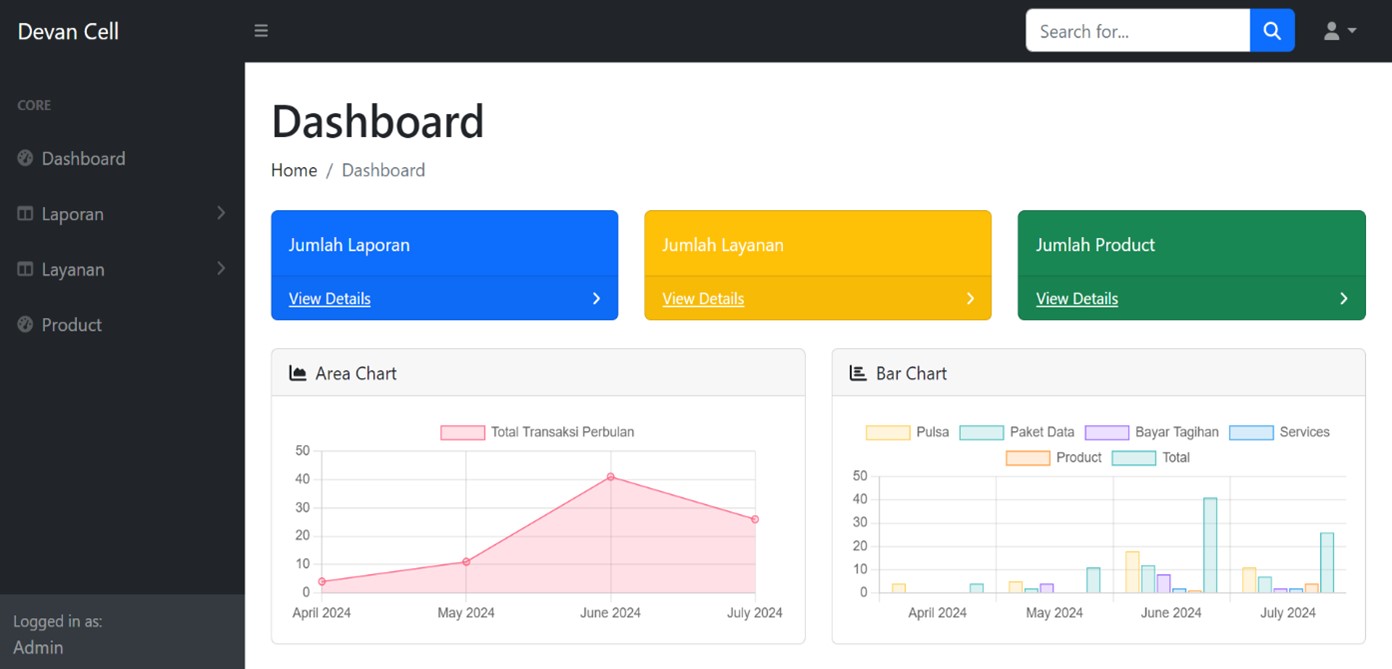 Devan Cell
Search for...
CORE
Dashboard
Laporan
Layanan
Product
Logged in as:
Admin
Dashboard
Home / Dashboard
Jumlah Laporan
View Details
Jumlah Layanan
View Details
Jumlah Product
View Details
Area Chart
Total Transaksi Perbulan
50
40
30
20
10
0
April 2024 May 2024 June 2024 July 2024
Bar Chart
Pulsa Paket Data Bayar Tagihan Services
Product Total
50
40
30
20
10
0
April 2024 May 2024 June 2024 July 2024